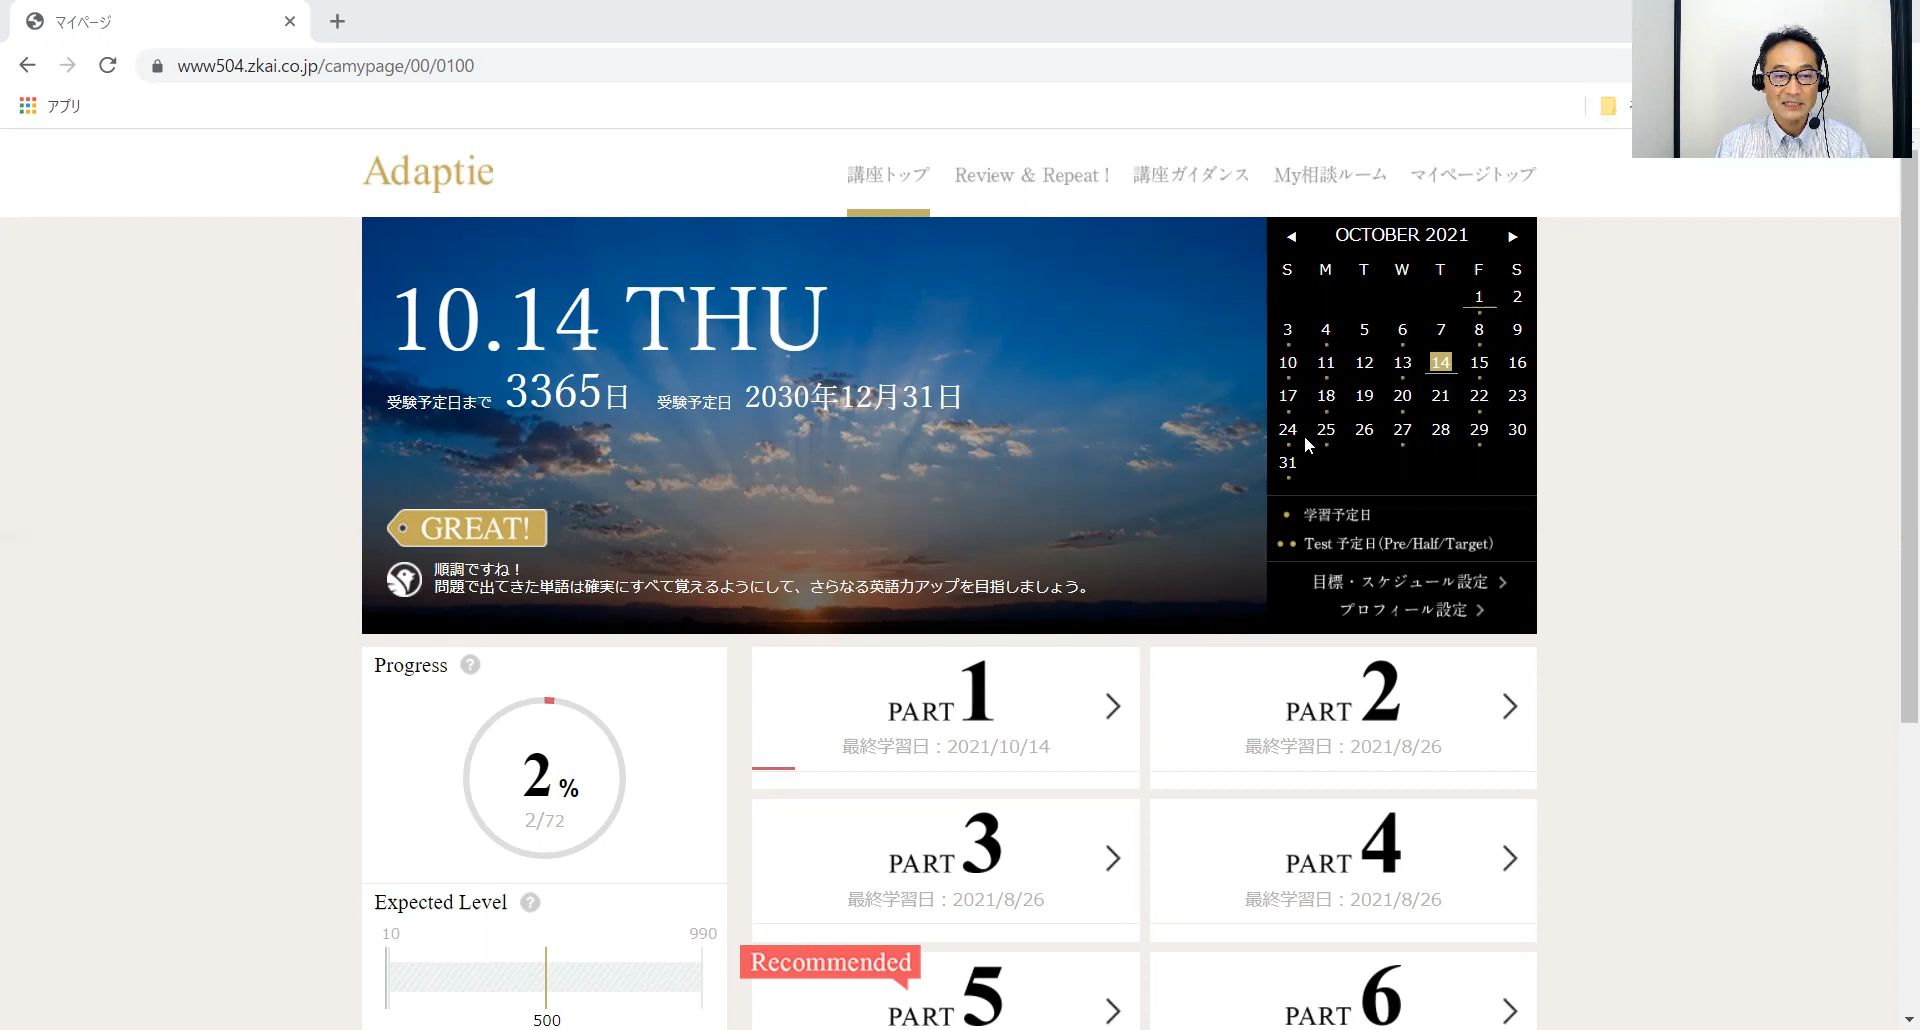 マイページ
www504.zkai.co.jp/camypage/00/0100
アプリ
Adaptie
講座トップ Review & Repeat ! 講座ガイダンス My相談ルーム マイページトップ
10.14 THU
受験予定日まで 3365日 受験予定日 2030年12月31日
GREAT!
順調ですね！
問題で出てきた単語は確実にすべて覚えるようにして、さらなる英語力アップを目指しましょう。
OCTOBER 2021
S M T W T F S
1 2
3 4 5 6 7 8 9
10 11 12 13 14 15 16
17 18 19 20 21 22 23
24 25 26 27 28 29 30
31
学習予定日
Test 予定日(Pre/Half/Target)
目標・スケジュール設定
プロフィール設定
Progress ?
2 %
2/72
Expected Level ?
10 990
500
PART 1
最終学習日：2021/10/14
PART 2
最終学習日：2021/8/26
PART 3
最終学習日：2021/8/26
PART 4
最終学習日：2021/8/26
Recommended
PART 5
PART 6